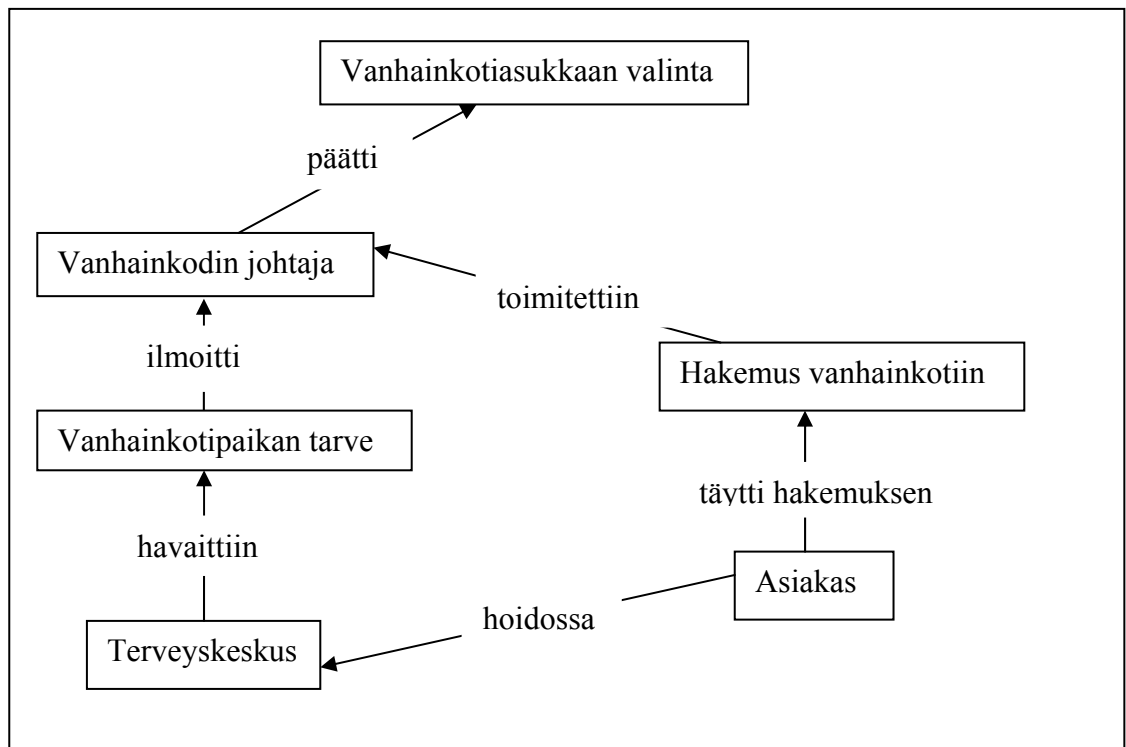 Vanhainkotiasukkaan valinta
päätti
Vanhainkodin johtaja
toimitettiin
ilmoitti
Hakemus vanhainkotiin
Vanhainkotipaikan tarve
täytti hakemuksen
havaittiin
Asiakas
hoidossa
Terveyskeskus